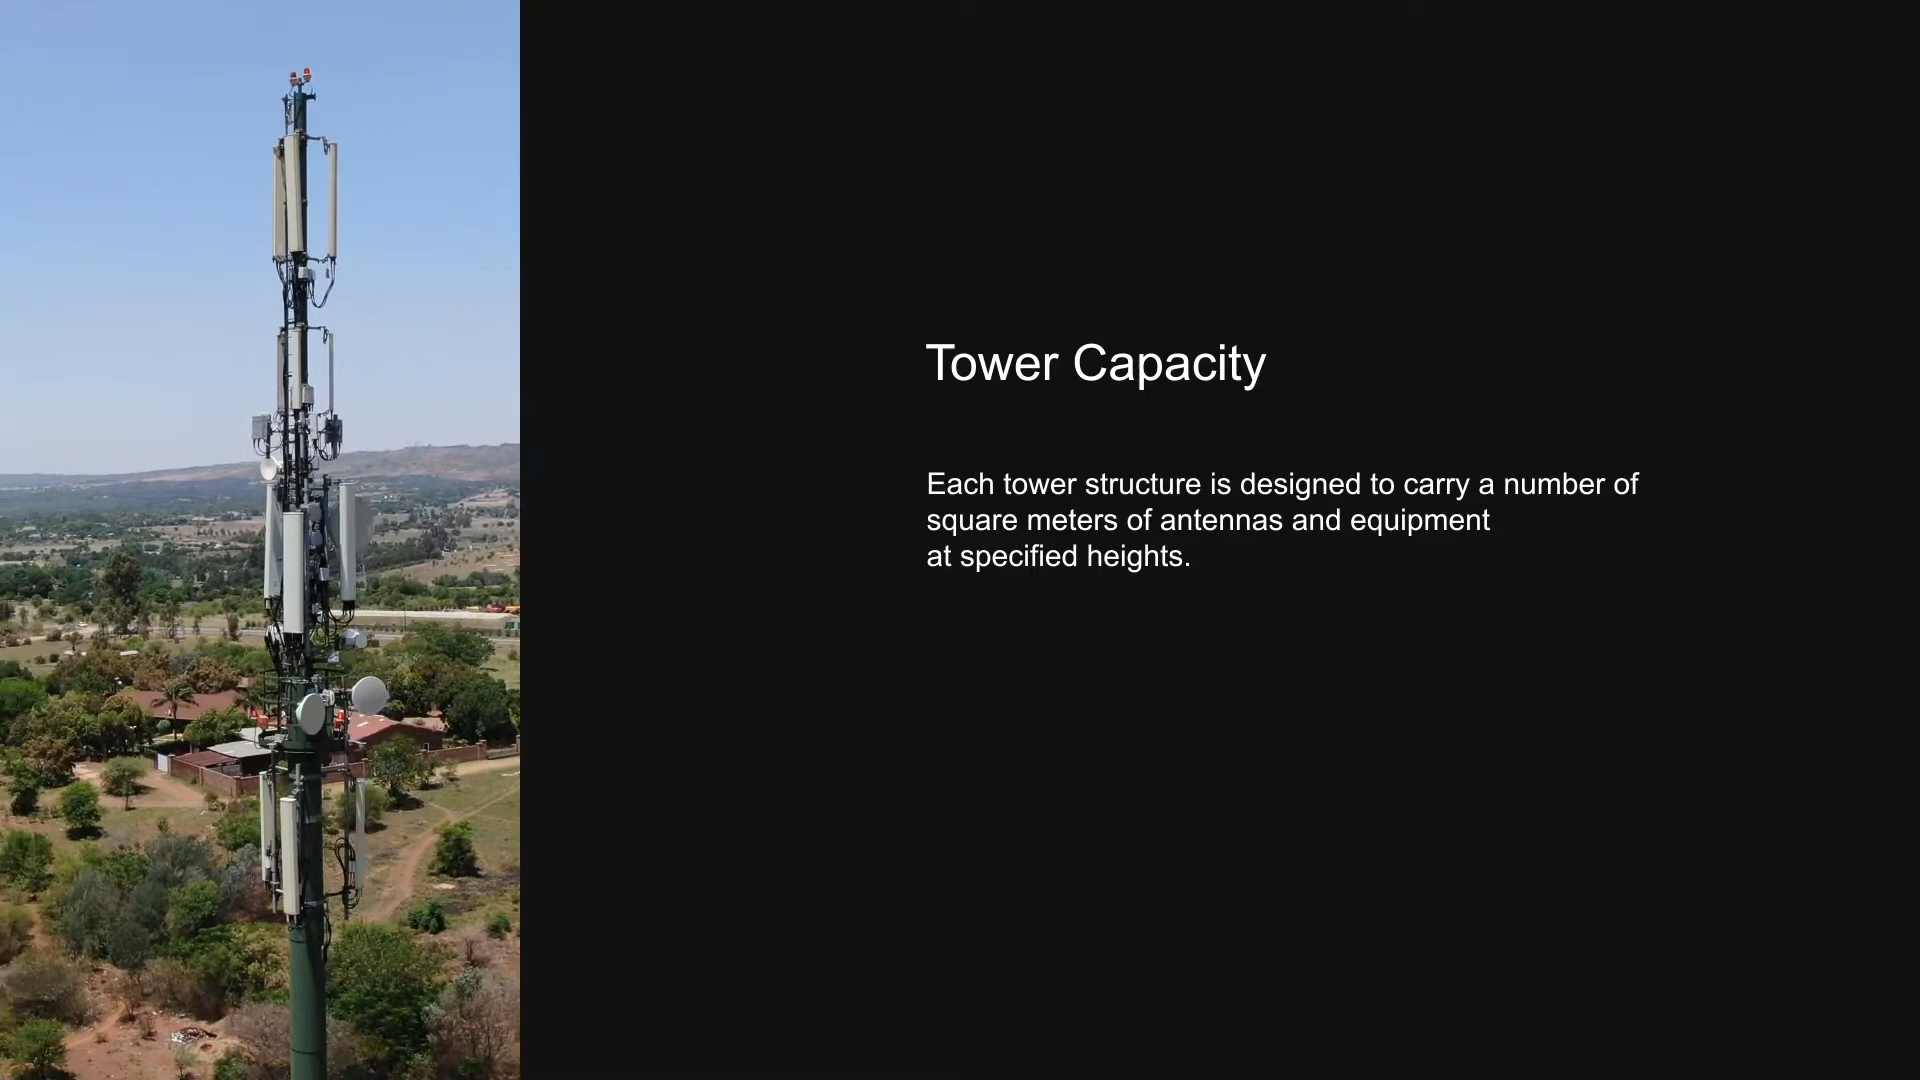 Tower Capacity
Each tower structure is designed to carry a number of
square meters of antennas and equipment
at specified heights.